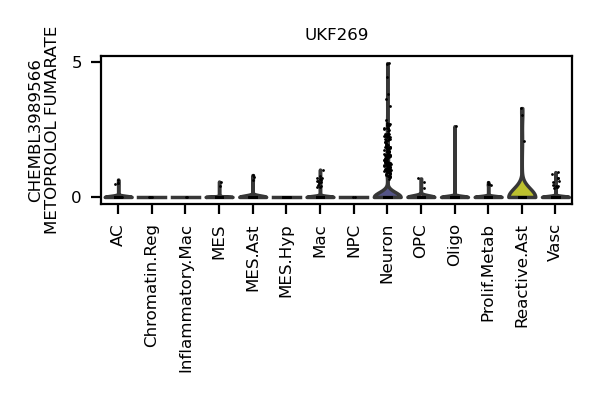 UKF269
CHEMBL3989566
METOPROLOL FUMARATE
5
0
AC
Chromatin.Reg
Inflammatory.Mac
MES
MES.Ast
MES.Hyp
Mac
NPC
Neuron
OPC
Oligo
Prolif.Metab
Reactive.Ast
Vasc